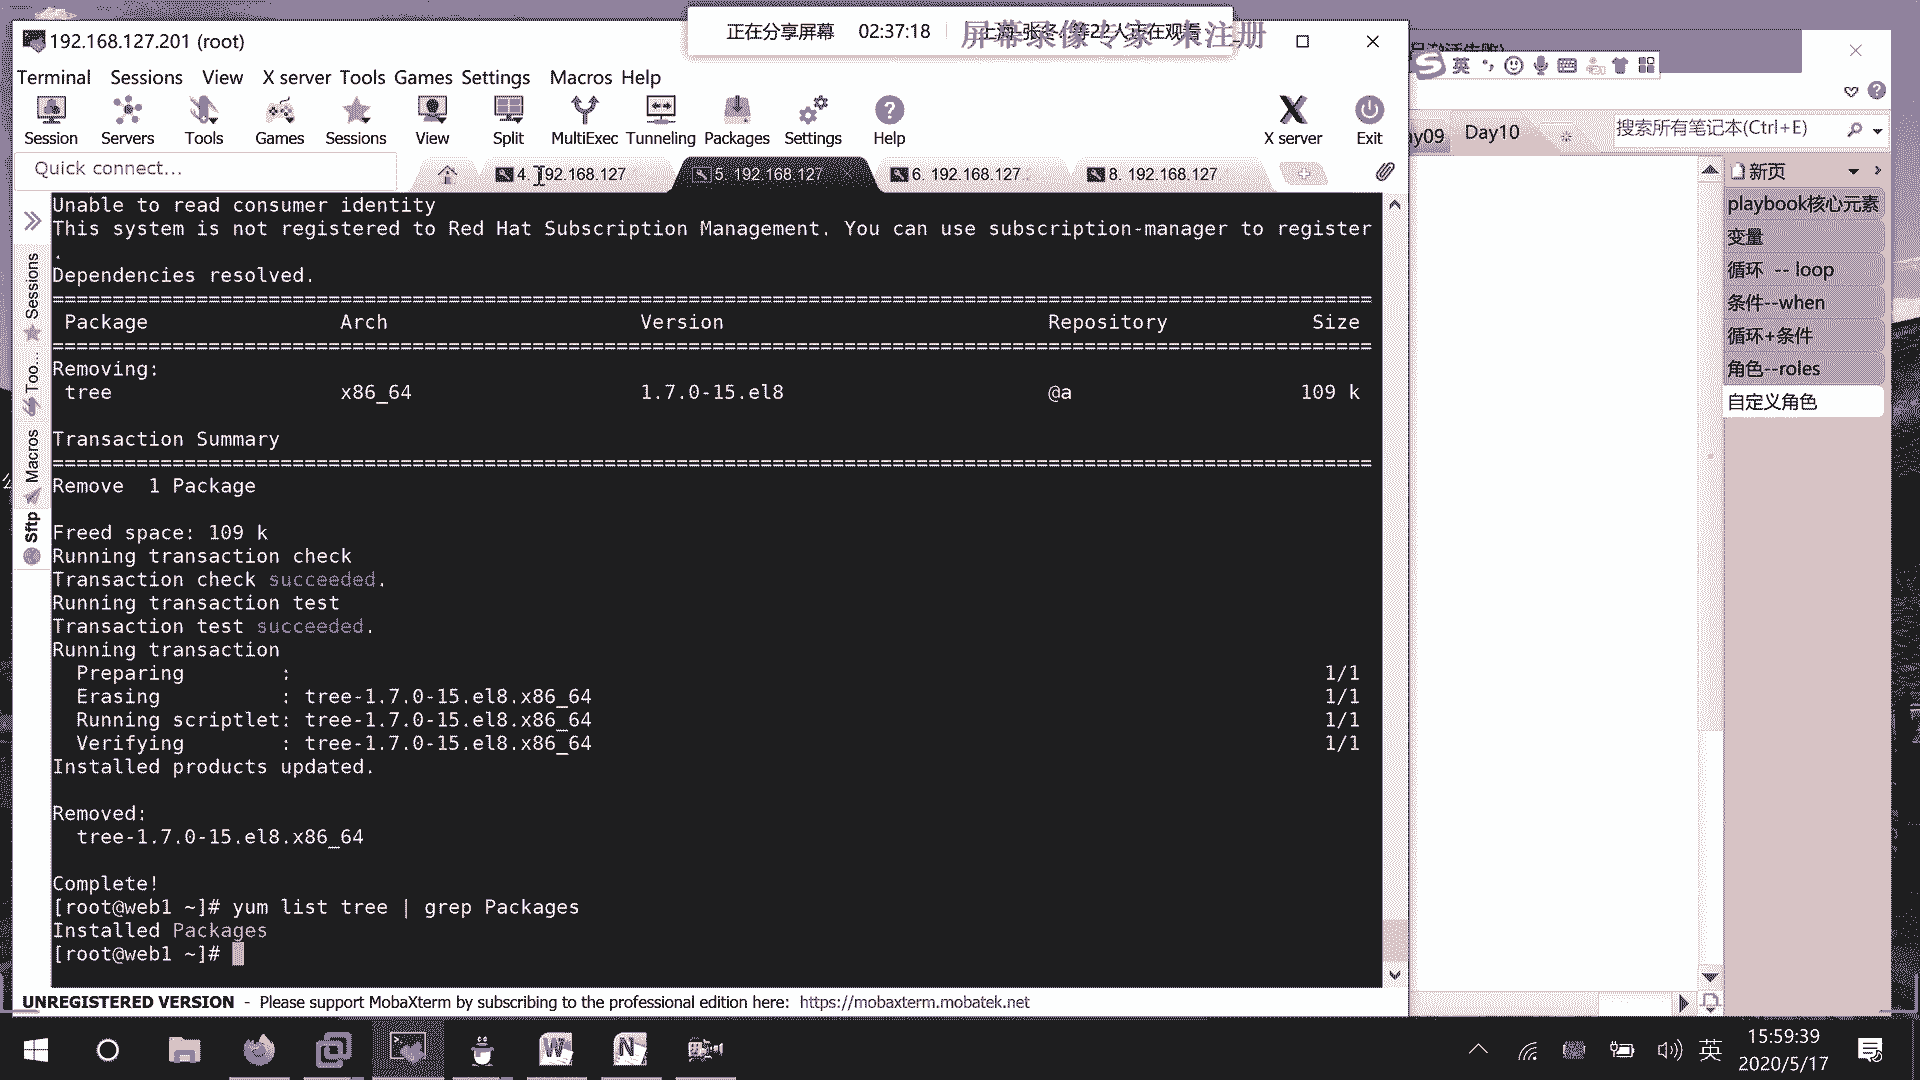 正在分享屏幕 02:37:18 上海-张冬. 等22人正在观看
屏幕录像专家 未注册
192.168.127.201 (root)
Terminal Sessions View X server Tools Games Settings Macros Help
Session Servers Tools Games Sessions View Split MultiExec Tunneling Packages Settings Help X server Exit
英
Quick connect...
4. 192.168.127
5. 192.168.127
6. 192.168.127..
8. 192.168.127.
Day10
搜索所有笔记本(Ctrl+E)
新页
playbook核心元素
变量
循环 -- loop
条件--when
循环+条件
角色--roles
自定义角色
Sessions
Too...
Macros
Sftp
Unable to read consumer identity
This system is not registered to Red Hat Subscription Management. You can use subscription-manager to register
.
Dependencies resolved.
Package Arch Version Repository Size
Removing:
tree x86_64 1.7.0-15.el8 @a 109 k
Transaction Summary
Remove 1 Package
Freed space: 109 k
Running transaction check
Transaction check succeeded.
Running transaction test
Transaction test succeeded.
Running transaction
Preparing : 1/1
Erasing : tree-1.7.0-15.el8.x86_64 1/1
Running scriptlet: tree-1.7.0-15.el8.x86_64 1/1
Verifying : tree-1.7.0-15.el8.x86_64 1/1
Installed products updated.
Removed:
tree-1.7.0-15.el8.x86_64
Complete!
[root@web1 ~]# yum list tree | grep Packages
Installed Packages
[root@web1 ~]#
UNREGISTERED VERSION - Please support MobaXterm by subscribing to the professional edition here: https://mobaxterm.mobatek.net
英
15:59:39
2020/5/17